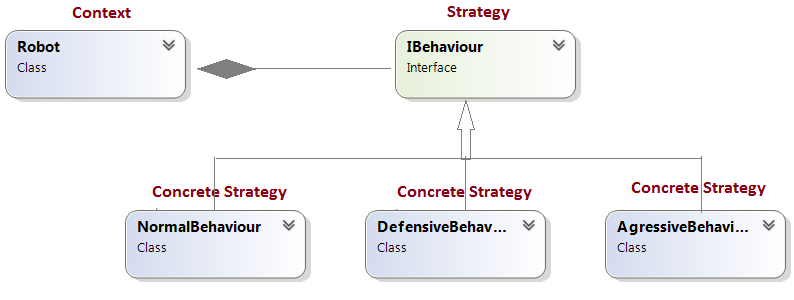 Context
Strategy
Robot
Class
IBehaviour
Interface
Concrete Strategy
Concrete Strategy
Concrete Strategy
NormalBehaviour
Class
DefensiveBehav...
Class
AgressiveBehavi...
Class